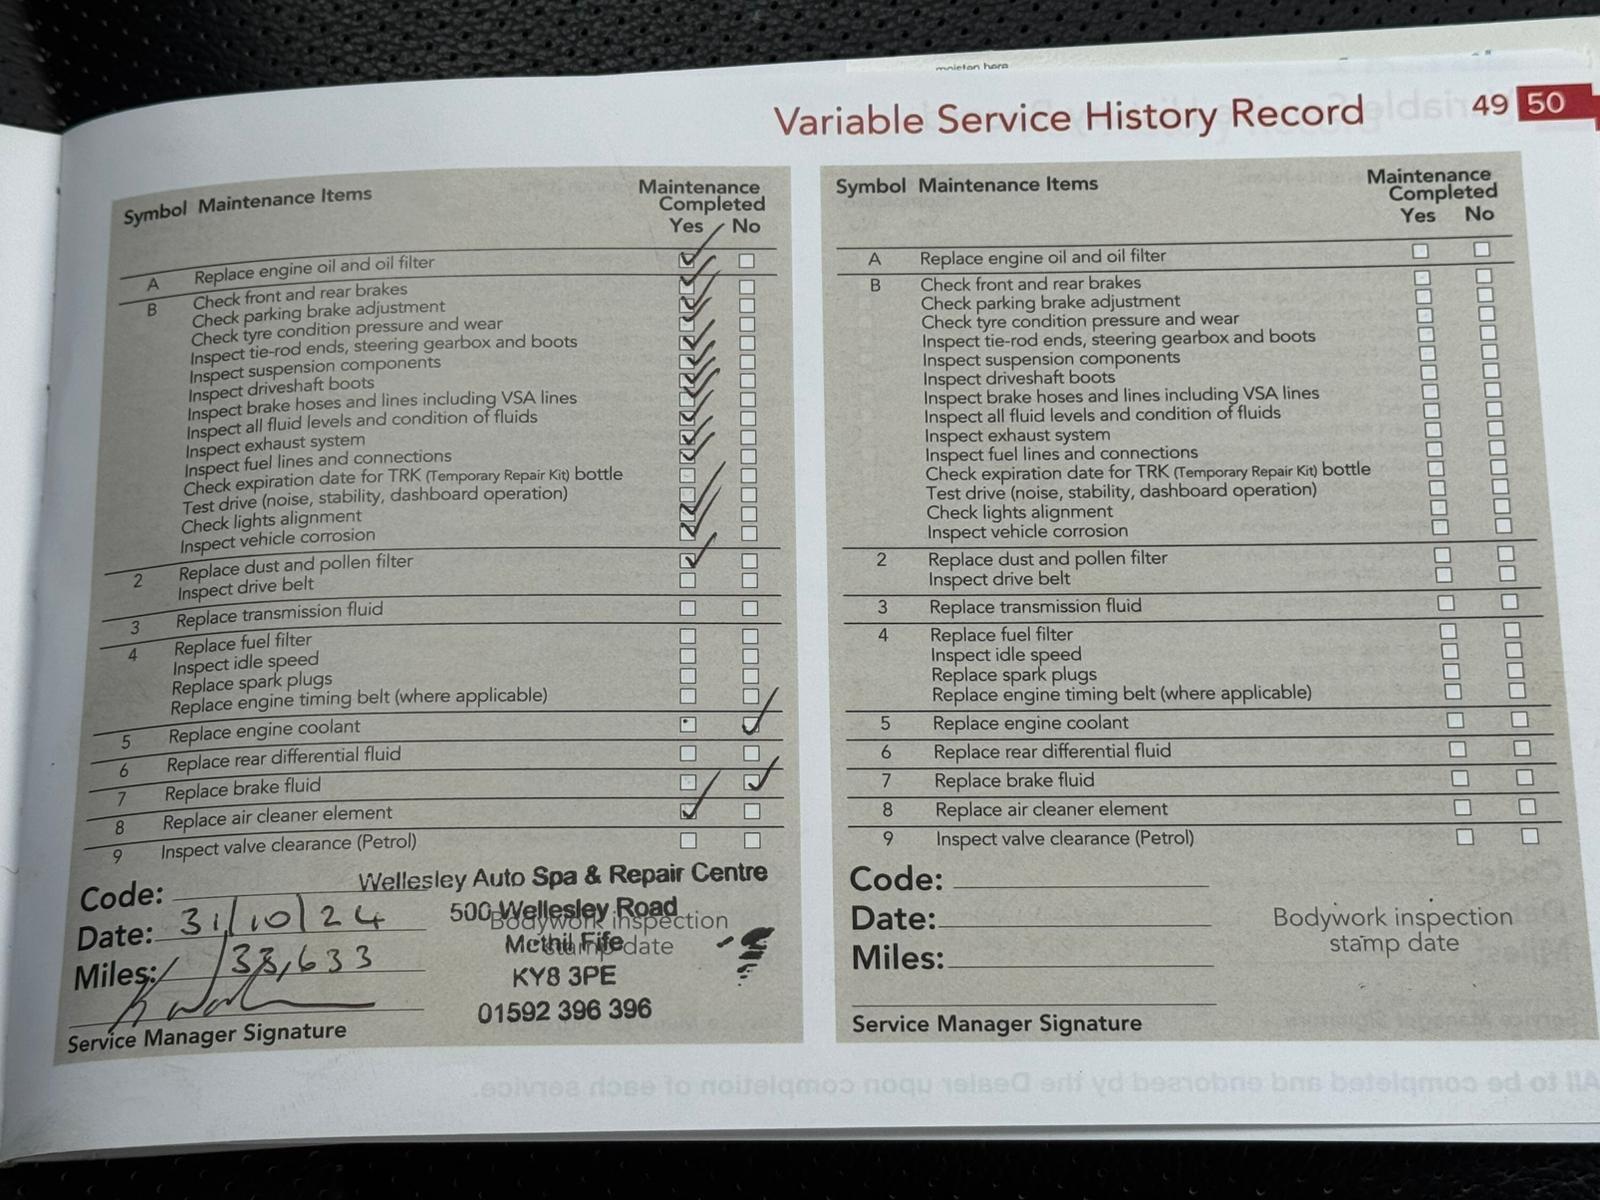 Variable Service History Record 49 50
Symbol Maintenance Items Maintenance Completed Yes No
A Replace engine oil and oil filter
B Check front and rear brakes
Check parking brake adjustment
Check tyre condition pressure and wear
Inspect tie-rod ends, steering gearbox and boots
Inspect suspension components
Inspect driveshaft boots
Inspect brake hoses and lines including VSA lines
Inspect all fluid levels and condition of fluids
Inspect exhaust system
Inspect fuel lines and connections
Check expiration date for TRK (Temporary Repair Kit) bottle
Test drive (noise, stability, dashboard operation)
Check lights alignment
Inspect vehicle corrosion
2 Replace dust and pollen filter
Inspect drive belt
3 Replace transmission fluid
4 Replace fuel filter
Inspect idle speed
Replace spark plugs
Replace engine timing belt (where applicable)
5 Replace engine coolant
6 Replace rear differential fluid
7 Replace brake fluid
8 Replace air cleaner element
9 Inspect valve clearance (Petrol)
Code:
Date: 31/10/24
Miles: 38,633
Service Manager Signature
Wellesley Auto Spa & Repair Centre
500 Wellesley Road
Bodywork inspection
Methil Fife
stamp date
KY8 3PE
01592 396 396
Symbol Maintenance Items Maintenance Completed Yes No
A Replace engine oil and oil filter
B Check front and rear brakes
Check parking brake adjustment
Check tyre condition pressure and wear
Inspect tie-rod ends, steering gearbox and boots
Inspect suspension components
Inspect driveshaft boots
Inspect brake hoses and lines including VSA lines
Inspect all fluid levels and condition of fluids
Inspect exhaust system
Inspect fuel lines and connections
Check expiration date for TRK (Temporary Repair Kit) bottle
Test drive (noise, stability, dashboard operation)
Check lights alignment
Inspect vehicle corrosion
2 Replace dust and pollen filter
Inspect drive belt
3 Replace transmission fluid
4 Replace fuel filter
Inspect idle speed
Replace spark plugs
Replace engine timing belt (where applicable)
5 Replace engine coolant
6 Replace rear differential fluid
7 Replace brake fluid
8 Replace air cleaner element
9 Inspect valve clearance (Petrol)
Code:
Date:
Miles:
Service Manager Signature
Bodywork inspection
stamp date